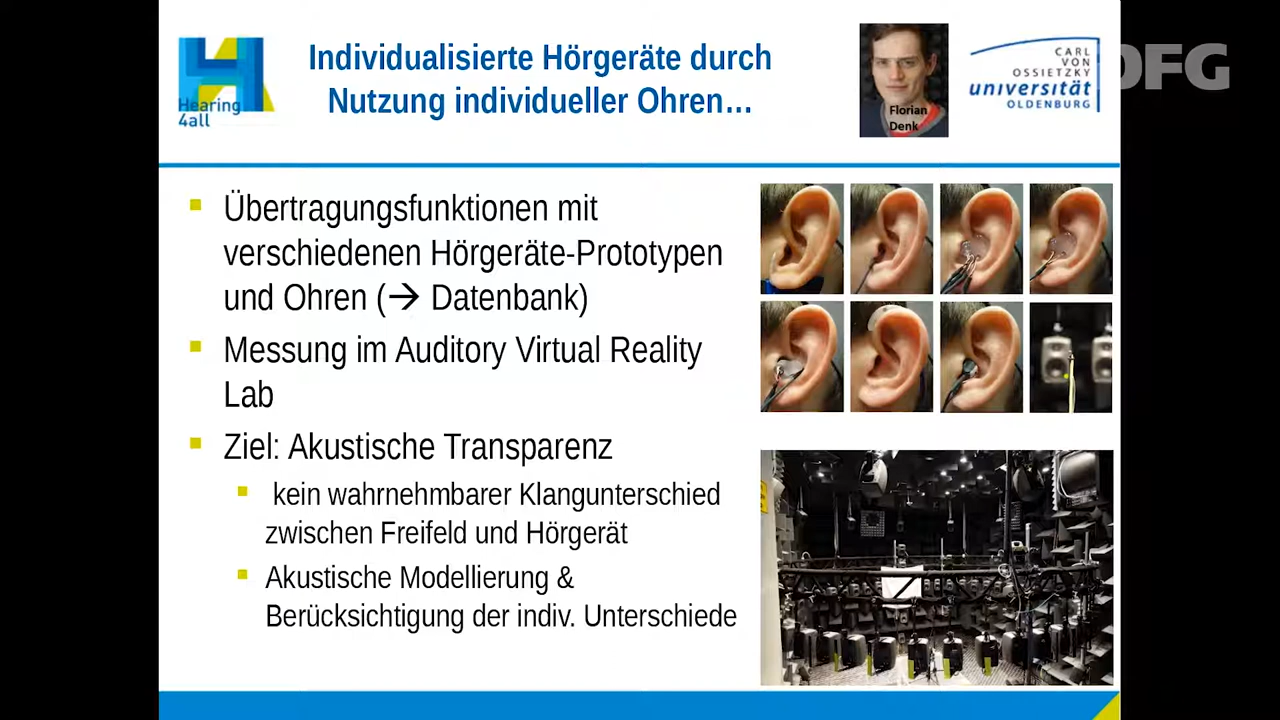 Individualisierte Hörgeräte durch
Nutzung individueller Ohren...
Hearing
4all
Florian
Denk
CARL
VON
OSSIETZKY
universität
OLDENBURG
DFG
Übertragungsfunktionen mit
verschiedenen Hörgeräte-Prototypen
und Ohren (→ Datenbank)
Messung im Auditory Virtual Reality
Lab
Ziel: Akustische Transparenz
kein wahrnehmbarer Klangunterschied
zwischen Freifeld und Hörgerät
Akustische Modellierung &
Berücksichtigung der indiv. Unterschiede